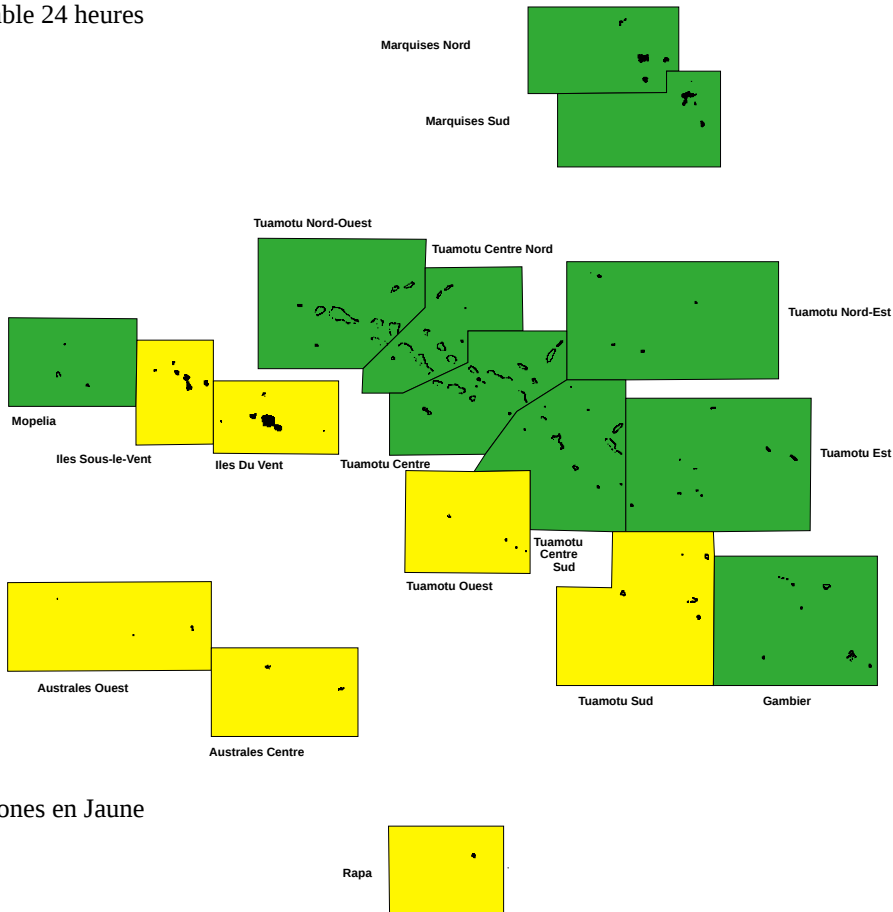 24 heures
Marquises Nord
Marquises Sud
Tuamotu Nord-Ouest
Tuamotu Centre Nord
Tuamotu Nord-Est
Mopelia
Iles Sous-le-Vent
Iles Du Vent
Tuamotu Centre
Tuamotu Est
Tuamotu
Centre
Sud
Tuamotu Ouest
Australes Ouest
Tuamotu Sud
Gambier
Australes Centre
en Jaune
Rapa